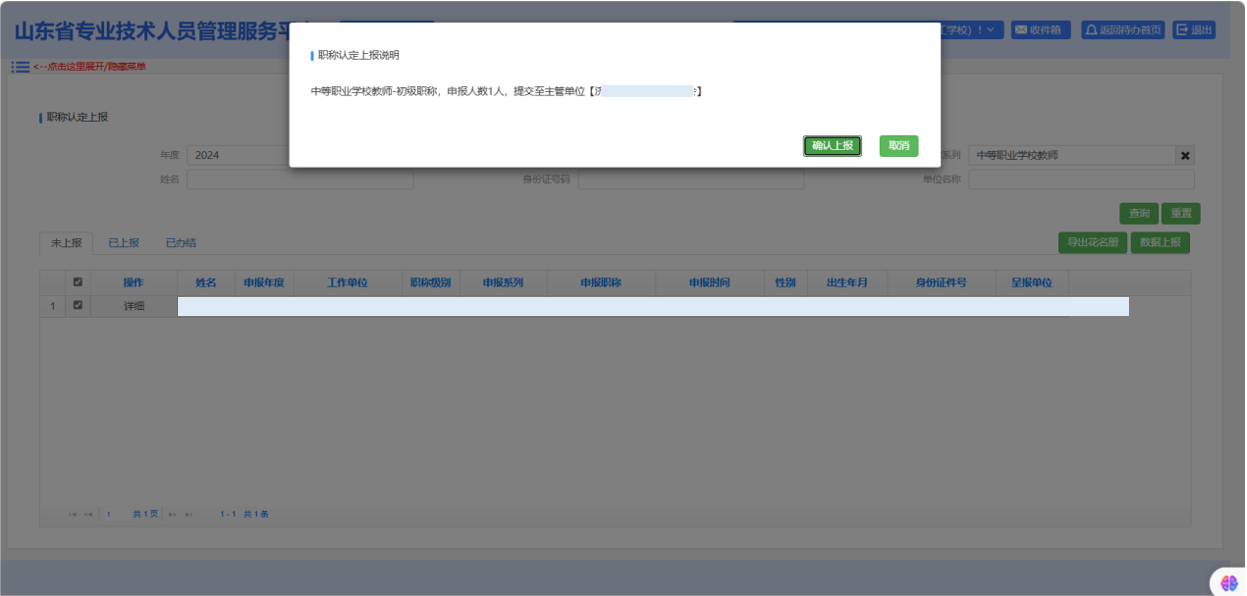 山东省专业技术人员管理服务平
工学校) !
收件箱
返回待办首页
退出
<--点击这里展开/隐藏菜单
职称认定上报说明
中等职业学校教师-初级职称，申报人数1人，提交至主管单位【济 】
确认上报 取消
职称认定上报
年度 2024 系列 中等职业学校教师
姓名 身份证号码 单位名称
查询 重置
未上报 已上报 已办结 导出花名册 数据上报
操作 姓名 申报年度 工作单位 职称级别 申报系列 申报职称 申报时间 性别 出生年月 身份证件号 呈报单位
1 详细
1 共1页 1-1 共1条